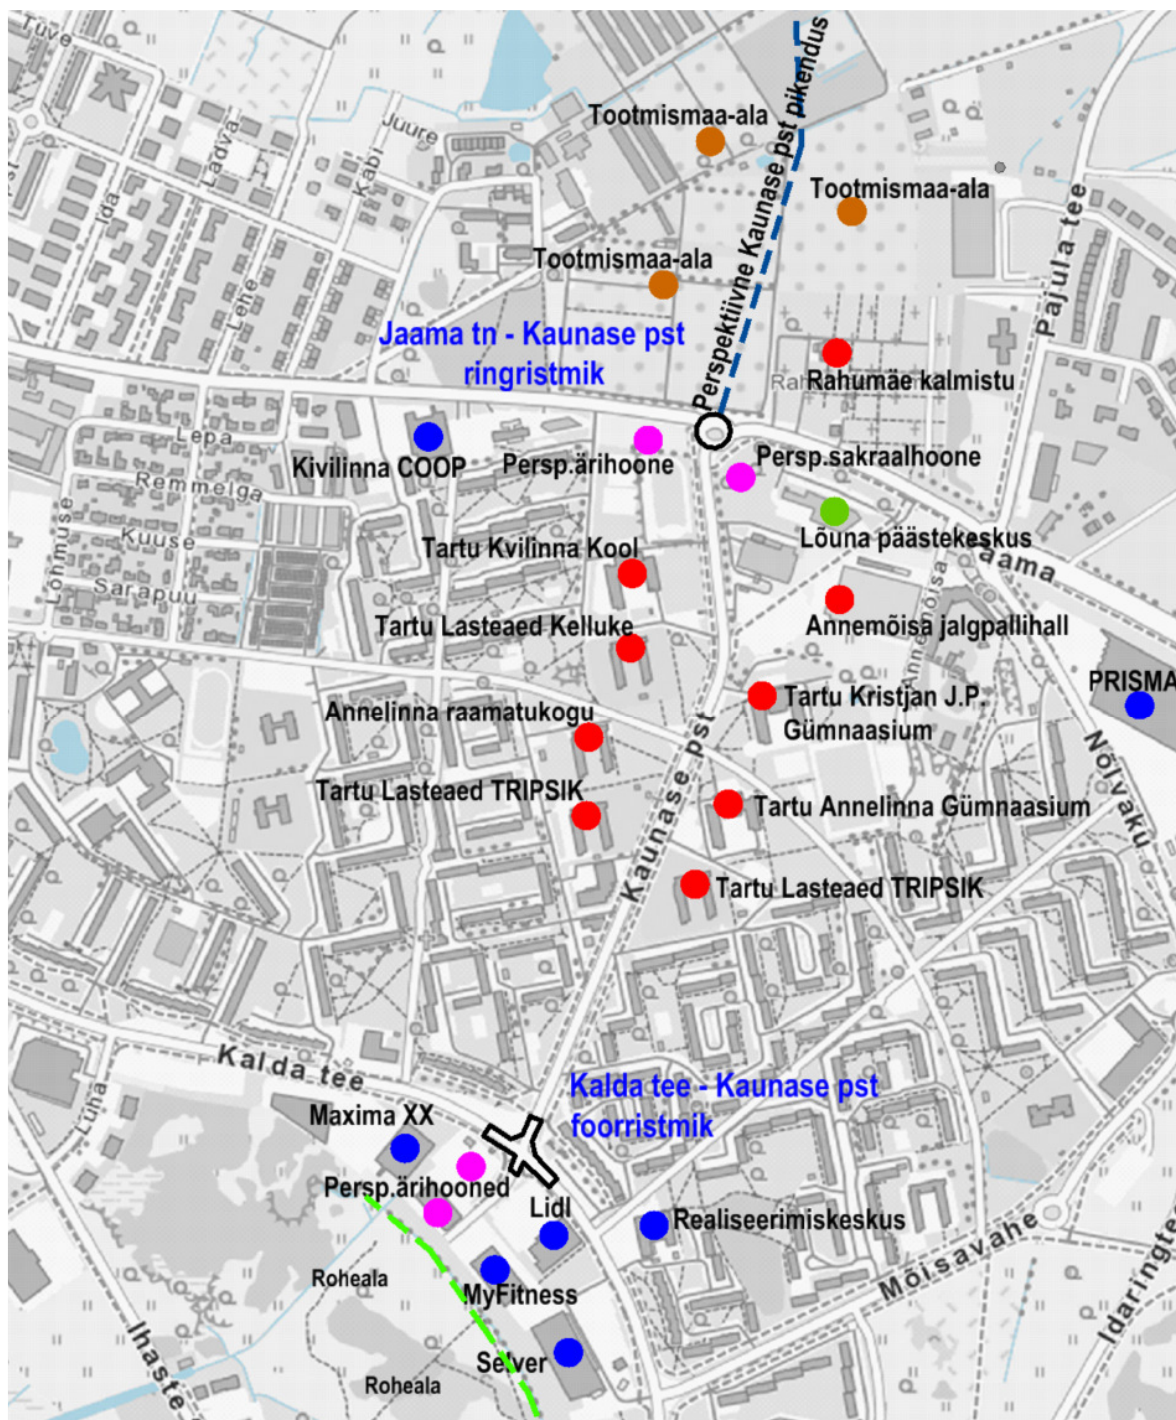 Tüve
Ladva
Juure
Kabi
Ida
Lehe
Tootmismaa-ala
Tootmismaa-ala
Tootmismaa-ala
Perspektiivne Kaunase pst pikendus
Pajula tee
Jaama tn - Kaunase pst
ringristmik
Rahumäe kalmistu
Lepa
Remmelga
Kuuse
Sarapuu
Lõhmuse
Kivilinna COOP
Persp.ärihoone
Persp.sakraalhoone
Lõuna päästekeskus
Jaama
Tartu Kvilinna Kool
Annemõisa jalgpallihall
Annemõisa
Tartu Lasteaed Kelluke
PRISMA
Tartu Kristjan J.P.
Gümnaasium
Annelinna raamatukogu
Kaunase pst
Nõlvaku
Tartu Lasteaed TRIPSIK
Tartu Annelinna Gümnaasium
Tartu Lasteaed TRIPSIK
Kalda tee
Luha
Kalda tee - Kaunase pst
foorristmik
Maxima XX
Persp.ärihooned
Lidl
Realiseerimiskeskus
Mõisavahe
Idaringtee
Roheala
MyFitness
Ihaste
Selver
Roheala